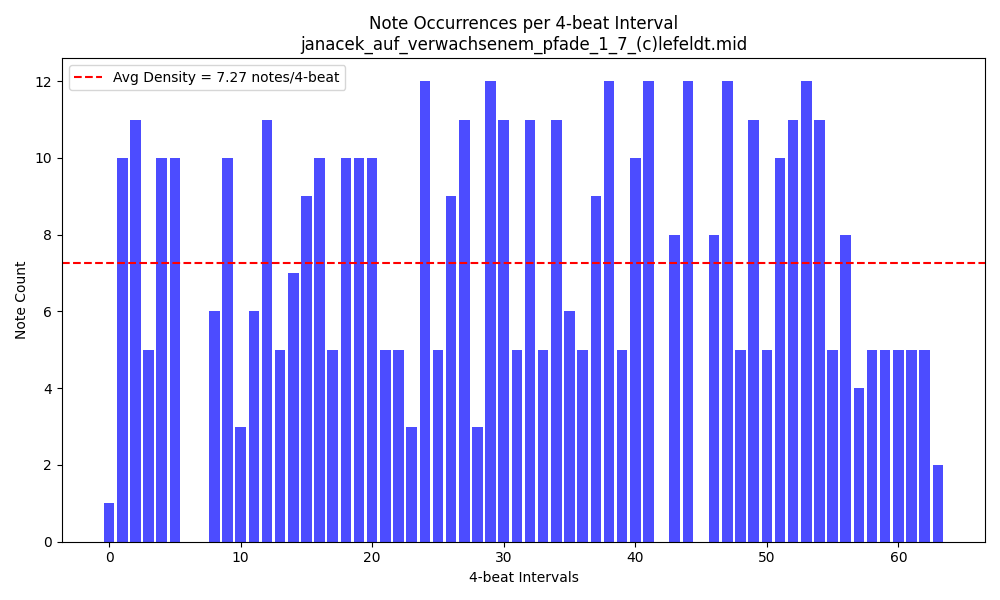 Note Occurrences per 4-beat Interval
janacek_auf_verwachsenem_pfade_1_7_(c)lefeldt.mid
Avg Density = 7.27 notes/4-beat
12
10
8
6
4
2
0
Note Count
0 10 20 30 40 50 60
4-beat Intervals